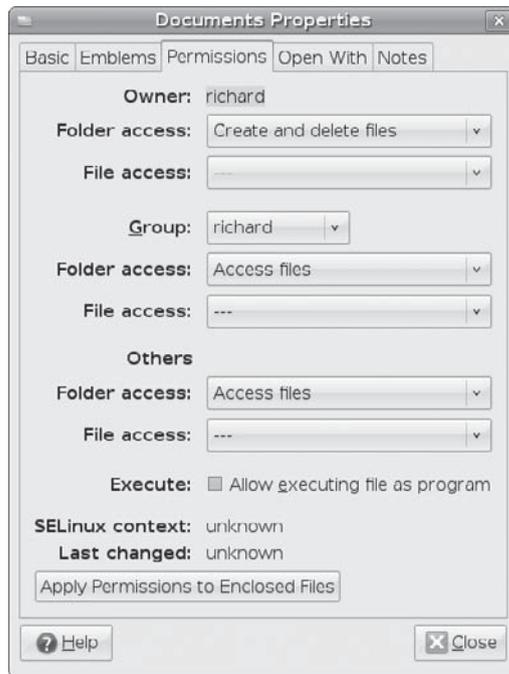 Documents Properties
Basic Emblems Permissions Open With Notes
Owner: richard
Folder access: Create and delete files
File access: ---
Group: richard
Folder access: Access files
File access: ---
Others
Folder access: Access files
File access: ---
Execute: Allow executing file as program
SELinux context: unknown
Last changed: unknown
Apply Permissions to Enclosed Files
Help Close